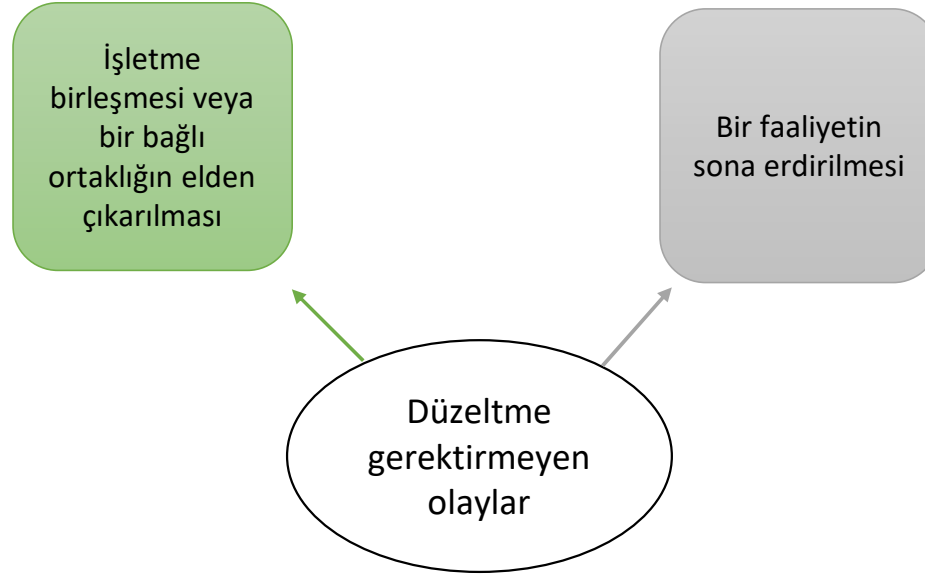 İşletme
birleşmesi veya
bir bağlı
ortaklığın elden
çıkarılması
Bir faaliyetin
sona erdirilmesi
Düzeltme
gerektirmeyen
olaylar